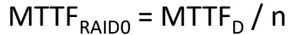 MTTF_RAID0 = MTTF_D / n